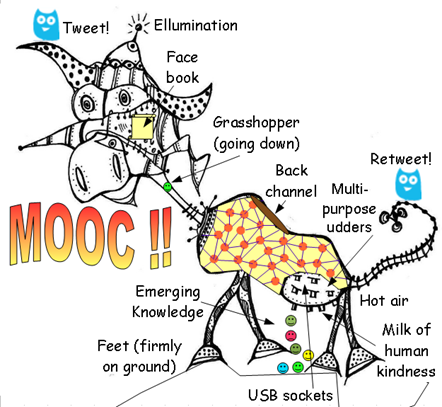 Tweet!
Ellumination
Face
book
Grasshopper
(going down)
Retweet!
Back
channel
Multi-
purpose
udders
MOOC !!
Emerging
Knowledge
Hot air
Feet (firmly
on ground)
Milk of
human
kindness
USB sockets